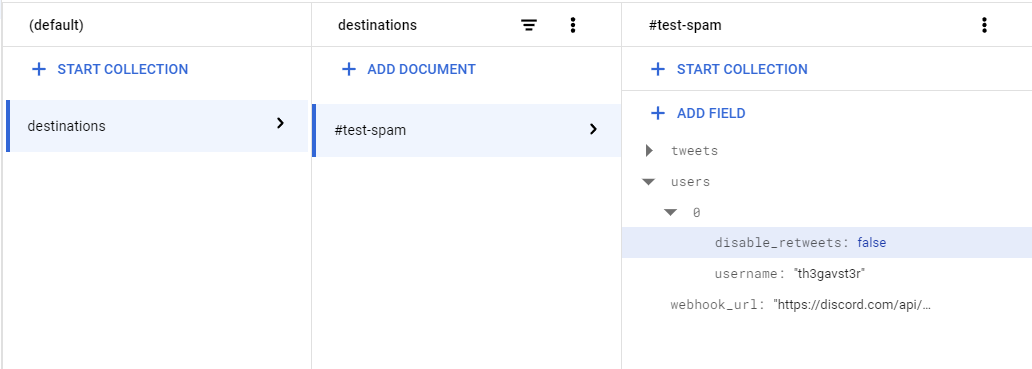 (default)
destinations
#test-spam
START COLLECTION
ADD DOCUMENT
START COLLECTION
destinations
#test-spam
ADD FIELD
tweets
users
0
disable_retweets: false
username: "th3gavst3r"
webhook_url: "https://discord.com/api/…